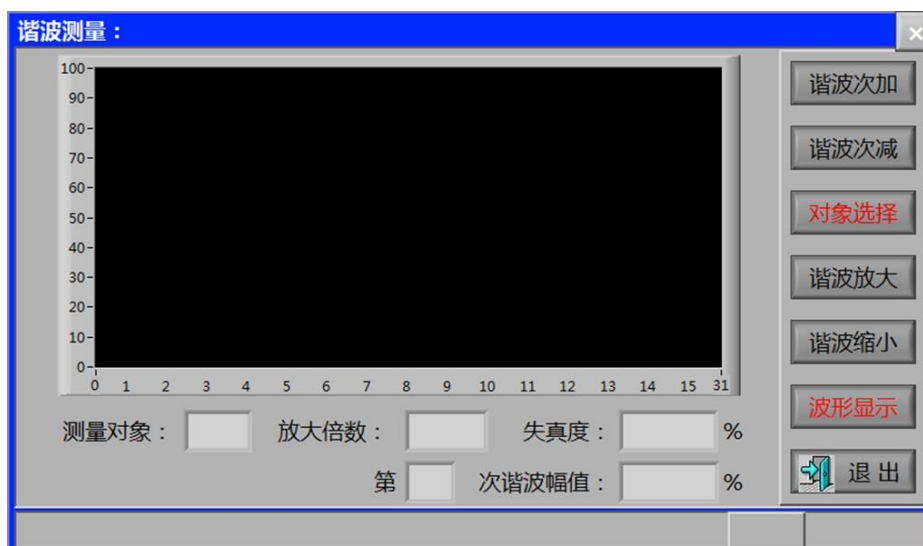 谐波测量：
×
100
90
80
70
60
50
40
30
20
10
0
0 1 2 3 4 5 6 7 8 9 10 11 12 13 14 15 31
测量对象： 放大倍数： 失真度： %
第 次谐波幅值： %
谐波次加
谐波次减
对象选择
谐波放大
谐波缩小
波形显示
退出